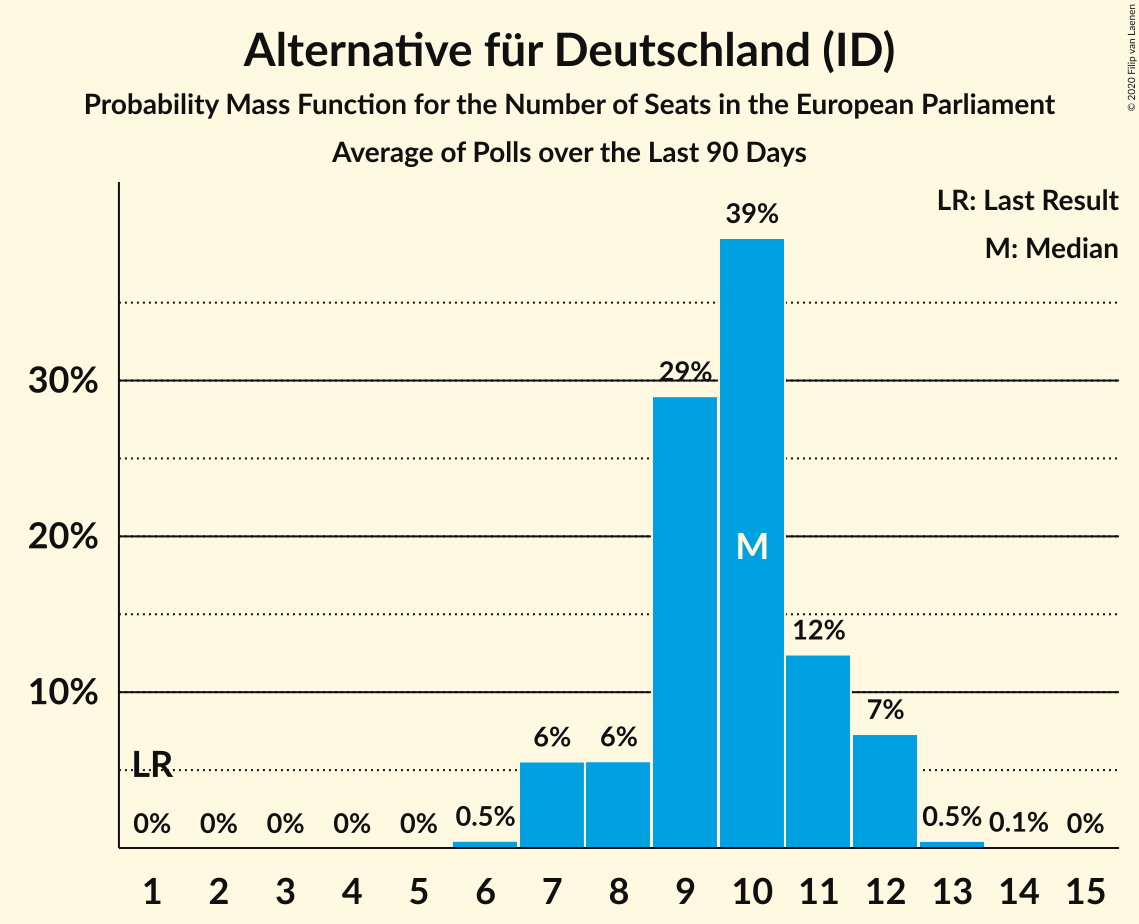 Alternative für Deutschland (ID)
Probability Mass Function for the Number of Seats in the European Parliament
Average of Polls over the Last 90 Days
© 2020 Filip van Laenen
LR: Last Result
M: Median
39%
30%
29%
20%
M
12%
10%
7%
6% 6%
LR
0% 0% 0% 0% 0% 0.5% 0.5% 0.1% 0%
1 2 3 4 5 6 7 8 9 10 11 12 13 14 15